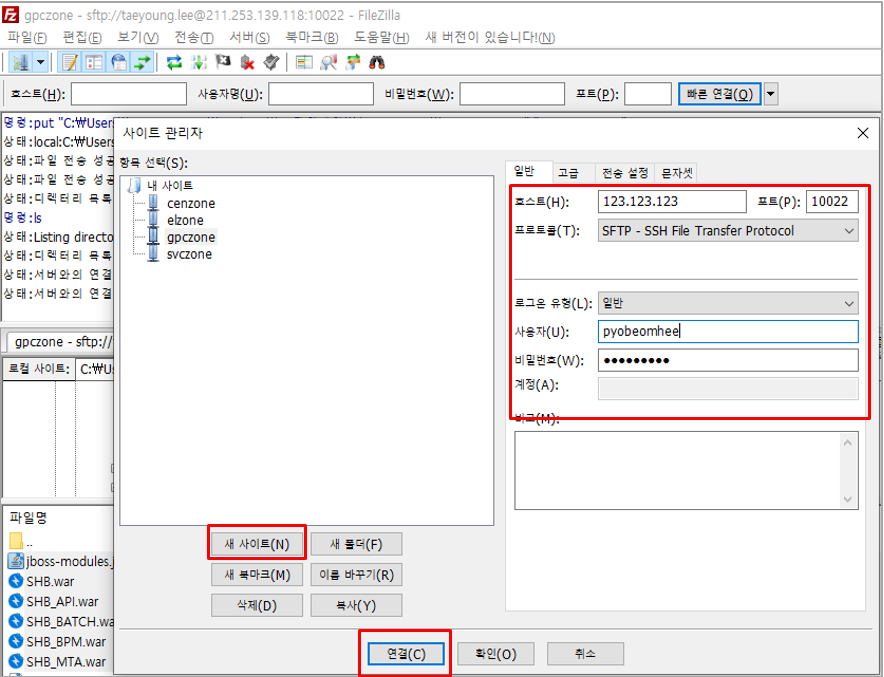 gpczone - sftp://taeyoung.lee@211.253.139.118:10022 - FileZilla
파일(F) 편집(E) 보기(V) 전송(T) 서버(S) 북마크(B) 도움말(H) 새 버전이 있습니다!(N)
호스트(H): 사용자명(U): 비밀번호(W): 포트(P): 빠른 연결(Q)
명령:put "C:₩Users
상태:local:C:₩Users
상태:파일 전송 성공
상태:파일 전송 성공
상태:디렉터리 목록
명령:ls
상태:Listing directo
상태:디렉터리 목록
상태:서버와의 연결
상태:서버와의 연결
gpczone - sftp://
로컬 사이트: C:₩Us
파일명
..
jboss-modules.j
SHB.war
SHB_API.war
SHB_BATCH.wa
SHB_BPM.war
SHB_MTA.war
사이트 관리자
항목 선택(S):
내 사이트
cenzone
elzone
gpczone
svczone
새 사이트(N) 새 폴더(F)
새 북마크(M) 이름 바꾸기(R)
삭제(D) 복사(Y)
일반 고급 전송 설정 문자셋
호스트(H): 123.123.123 포트(P): 10022
프로토콜(T): SFTP - SSH File Transfer Protocol
로그온 유형(L): 일반
사용자(U): pyobeomhee
비밀번호(W): ●●●●●●●●●
계정(A):
비고(M):
연결(C) 확인(O) 취소